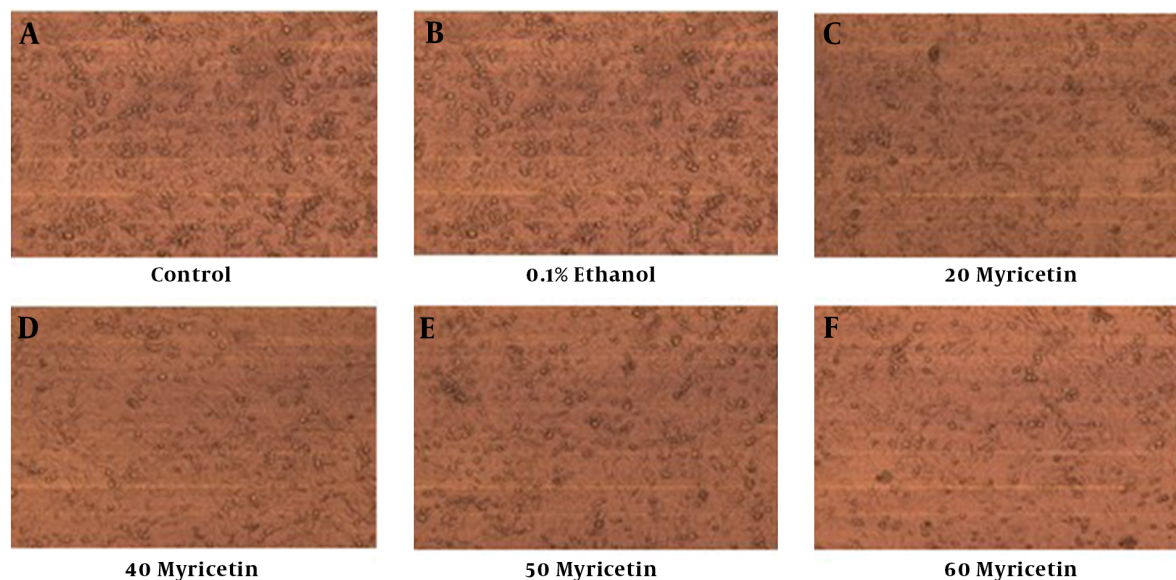 A
B
C
Control
0.1% Ethanol
20 Myricetin
D
E
F
40 Myricetin
50 Myricetin
60 Myricetin